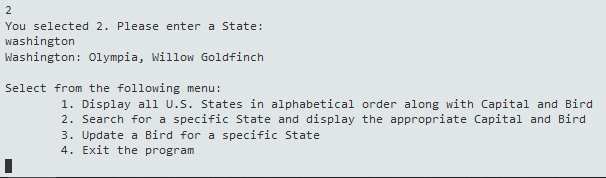 2
You selected 2. Please enter a State:
washington
Washington: Olympia, Willow Goldfinch
Select from the following menu:
1. Display all U.S. States in alphabetical order along with Capital and Bird
2. Search for a specific State and display the appropriate Capital and Bird
3. Update a Bird for a specific State
4. Exit the program